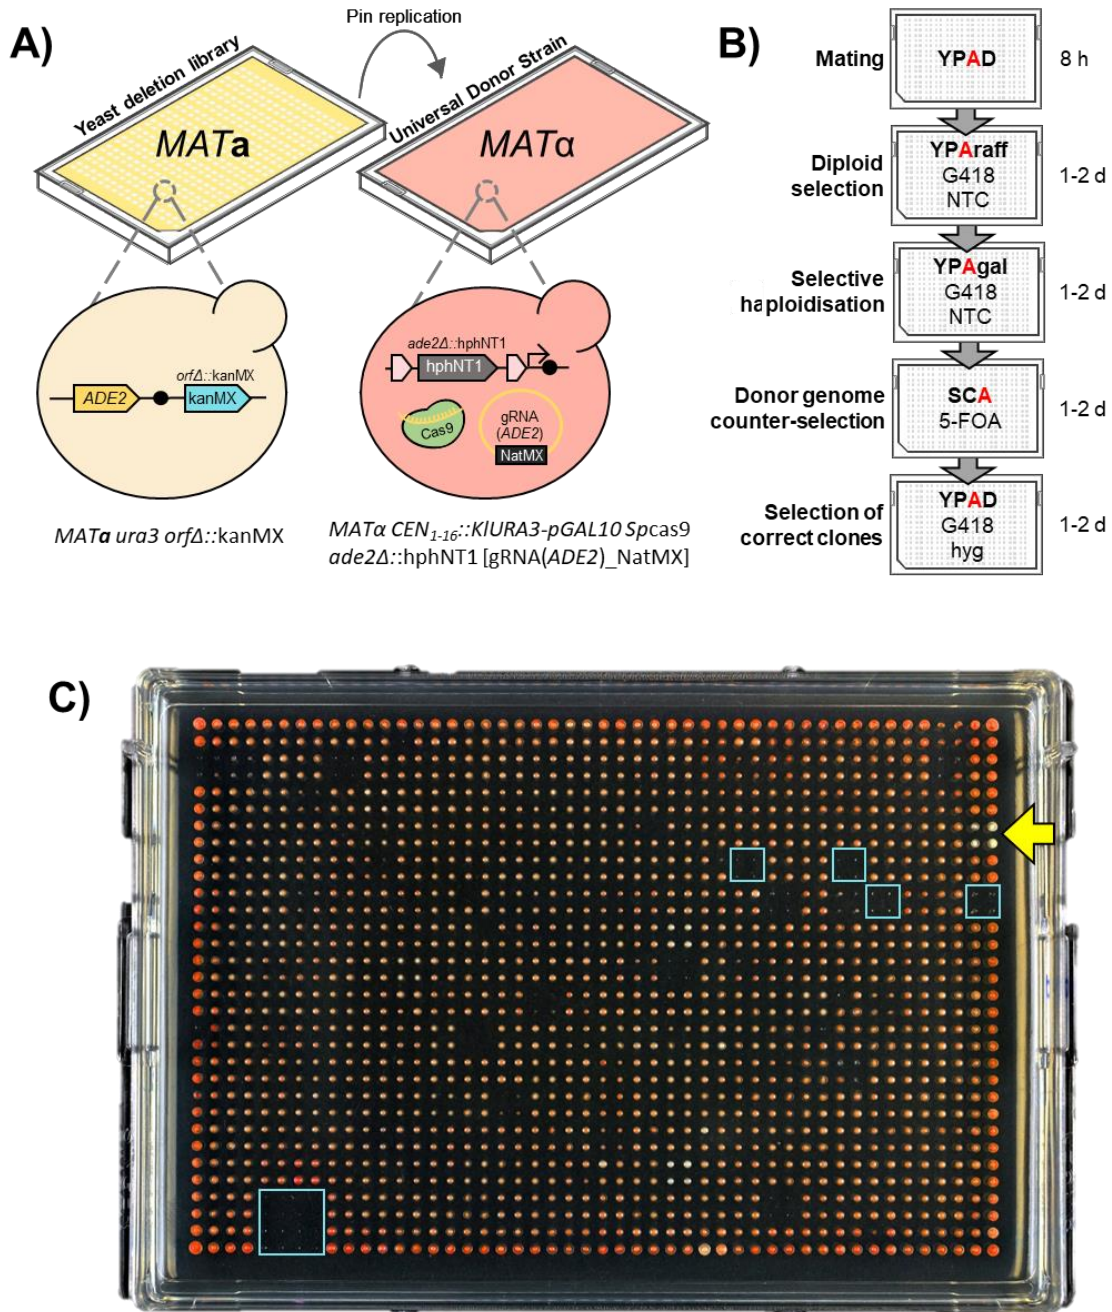 A)
Pin replication
Yeast deletion library
MATa
Universal Donor Strain
MATα
ADE2
orfΔ::kanMX
kanMX
ade2Δ::hphNT1
hphNT1
Cas9
gRNA
(ADE2)
NatMX
MATa ura3 orfΔ::kanMX
MATα CEN1-16::KlURA3-pGAL10 Spcas9
ade2Δ::hphNT1 [gRNA(ADE2)_NatMX]
B)
Mating
YPAD
8 h
Diploid
selection
YPAraff
G418
NTC
1-2 d
Selective
haploidisation
YPAgal
G418
NTC
1-2 d
Donor genome
counter-selection
SCA
5-FOA
1-2 d
Selection of
correct clones
YPAD
G418
hyg
1-2 d
C)